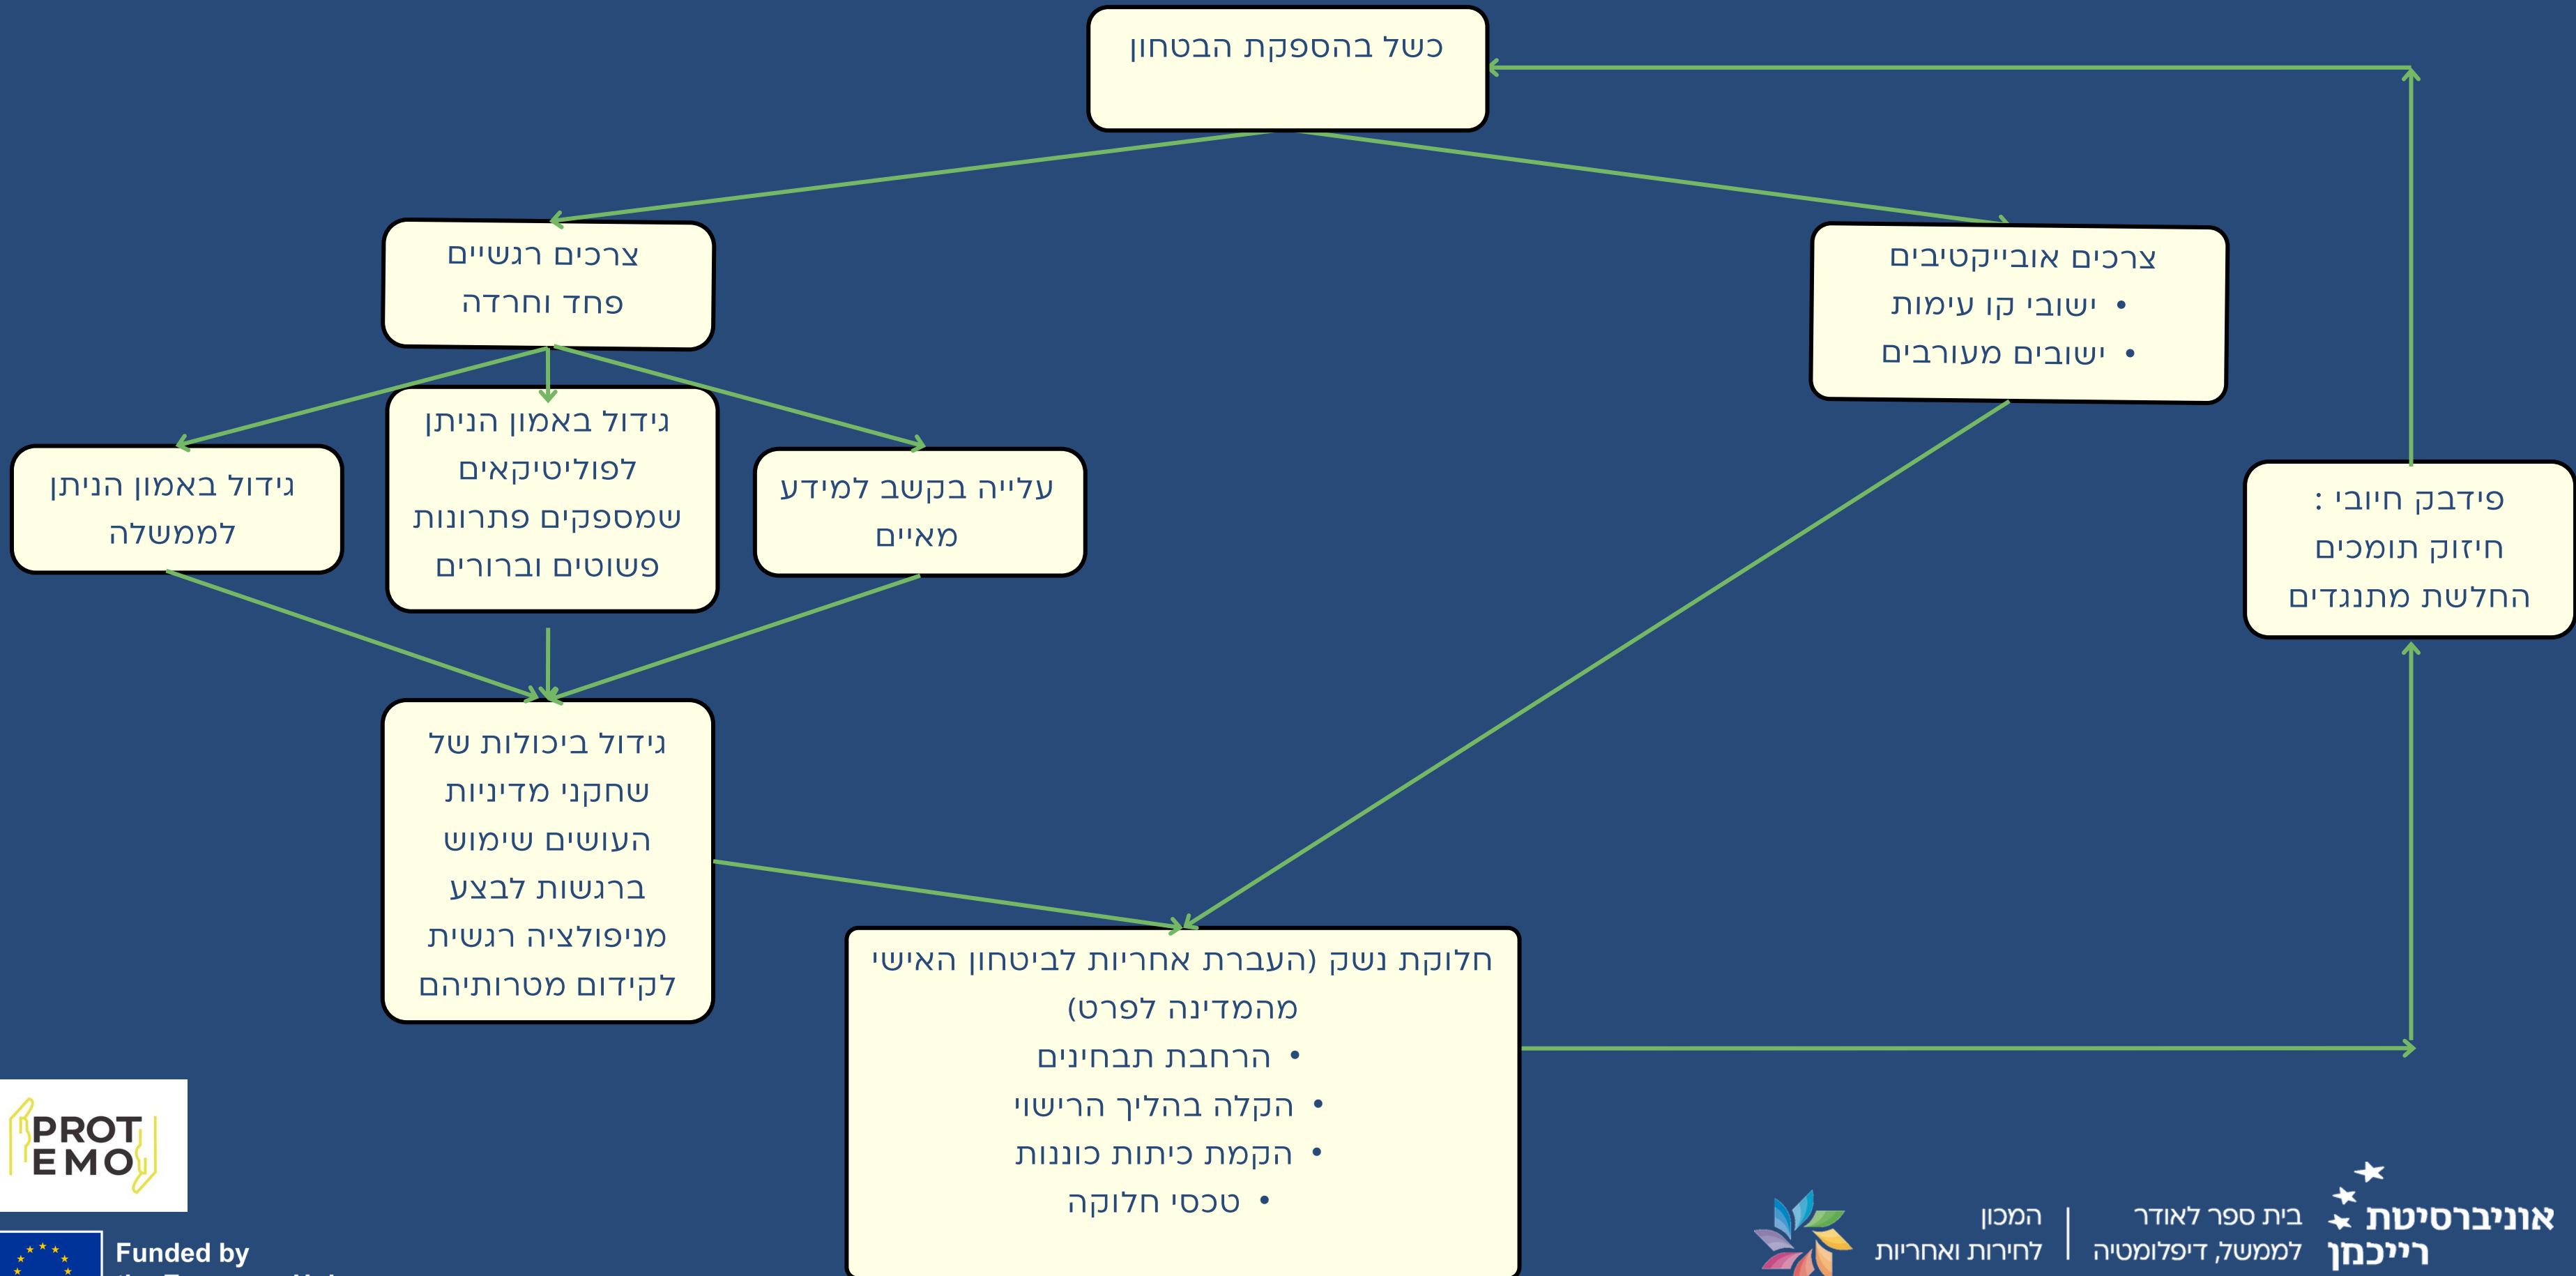 כשל בהספקת הבטחון
צרכים אובייקטיבים
• ישובי קו עימות
• ישובים מעורבים
צרכים רגשיים
פחד וחרדה
עלייה בקשב למידע
מאיים
גידול באמון הניתן
לפוליטיקאים
שמספקים פתרונות
פשוטים וברורים
גידול באמון הניתן
לממשלה
פידבק חיובי :
חיזוק תומכים
החלשת מתנגדים
גידול ביכולות של
שחקני מדיניות
העושים שימוש
ברגשות לבצע
מניפולציה רגשית
לקידום מטרותיהם
חלוקת נשק (העברת אחריות לביטחון האישי
מהמדינה לפרט)
• הרחבת תבחינים
• הקלה בהליך הרישוי
• הקמת כיתות כוננות
• טכסי חלוקה
אוניברסיטת
רייכמן
בית ספר לאודר
לממשל, דיפלומטיה
המכון
לחירות ואחריות
PROT
EMO
Funded by